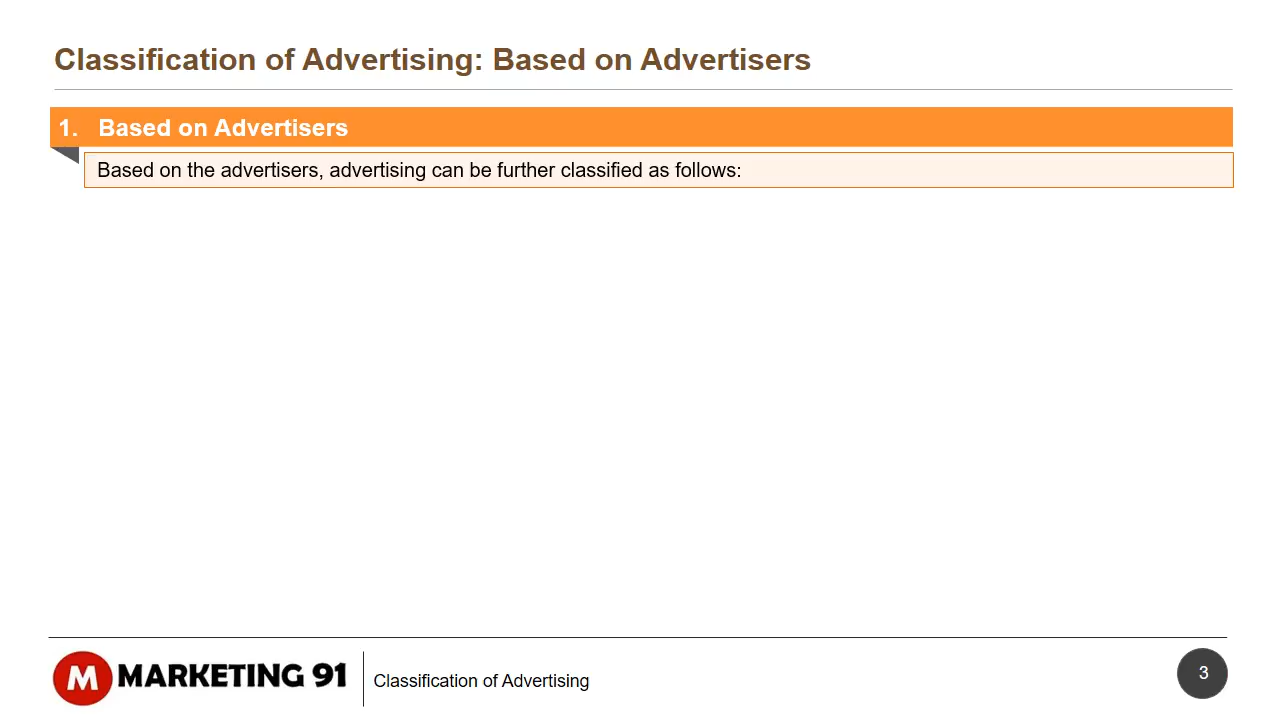 Classification of Advertising: Based on Advertisers
1. Based on Advertisers
Based on the advertisers, advertising can be further classified as follows:
M MARKETING 91
Classification of Advertising
3